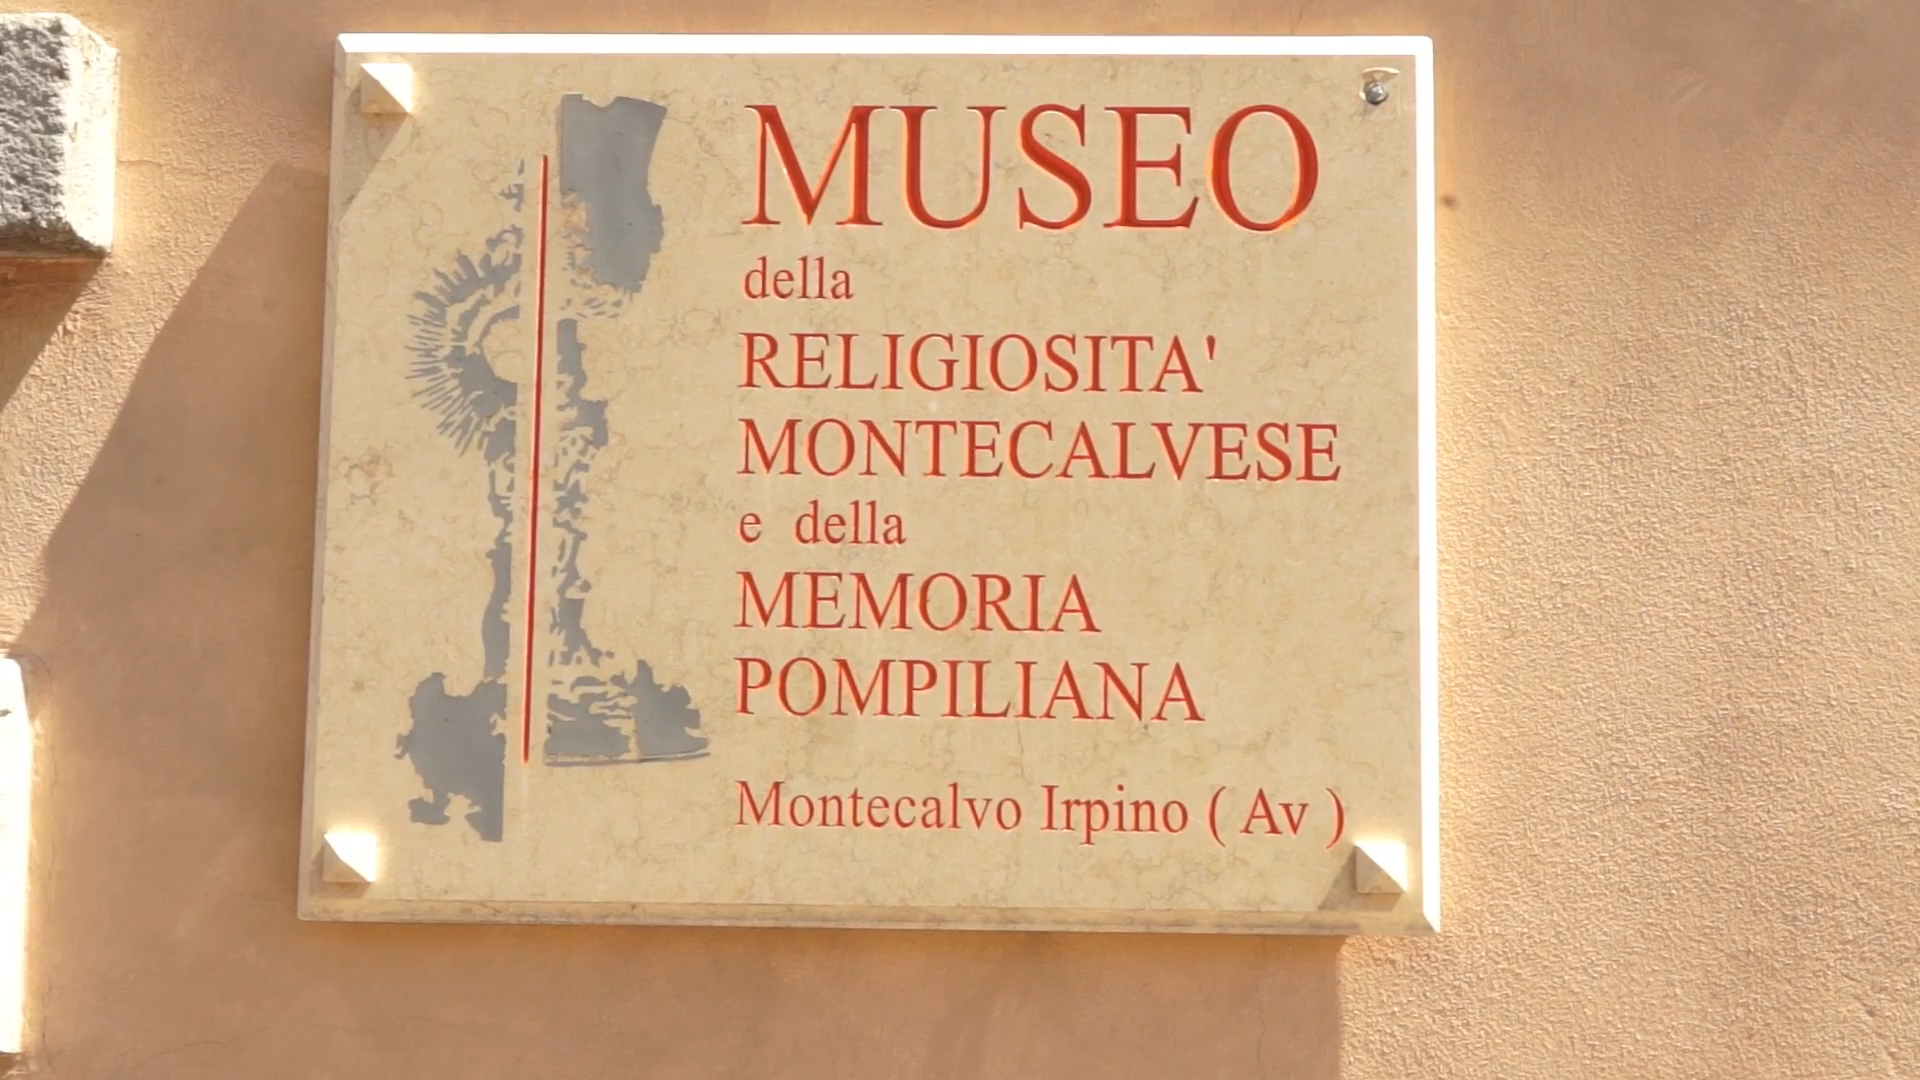 MUSEO
della
RELIGIOSITA'
MONTECALVESE
e della
MEMORIA
POMPILIANA
Montecalvo Irpino ( Av )